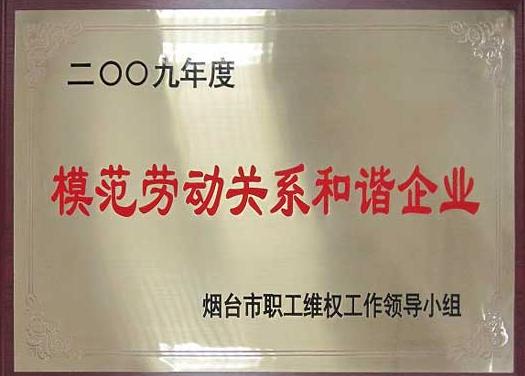 二〇〇九年度
模范劳动关系和谐企业
烟台市职工维权工作领导小组